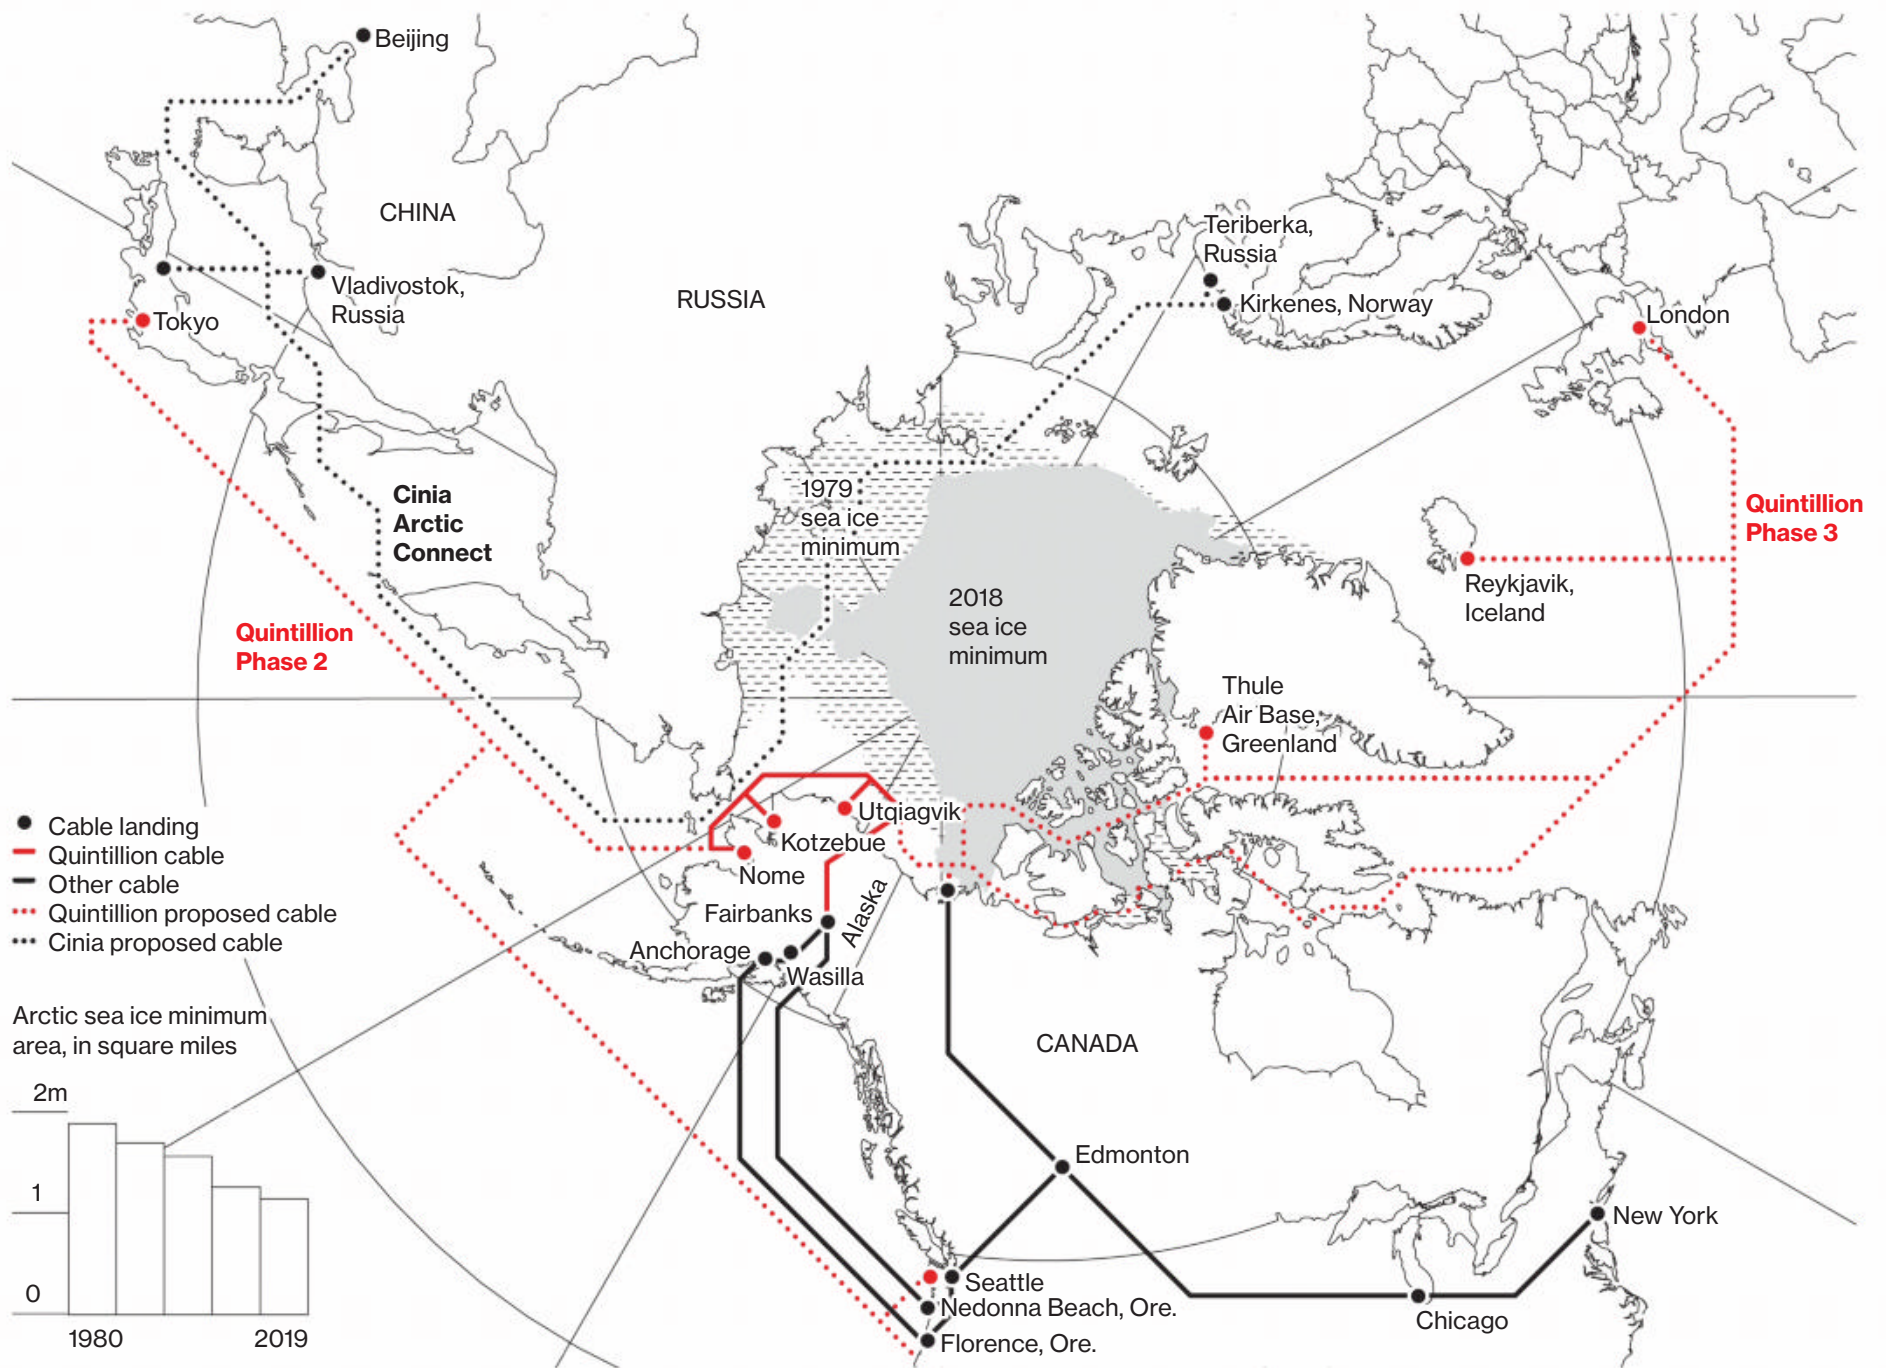 Beijing
CHINA
Teriberka,
Russia
Vladivostok,
Russia
RUSSIA
Kirkenes, Norway
Tokyo
London
Cinia
Arctic
Connect
1979
sea ice
minimum
Quintillion
Phase 3
2018
sea ice
minimum
Reykjavik,
Iceland
Quintillion
Phase 2
Thule
Air Base,
Greenland
Utqiagvik
Kotzebue
Nome
Cable landing
Quintillion cable
Other cable
Quintillion proposed cable
Cinia proposed cable
Fairbanks
Alaska
Anchorage
Wasilla
Arctic sea ice minimum
area, in square miles
2m
1
0
1980
2019
CANADA
Edmonton
New York
Seattle
Nedonna Beach, Ore.
Chicago
Florence, Ore.